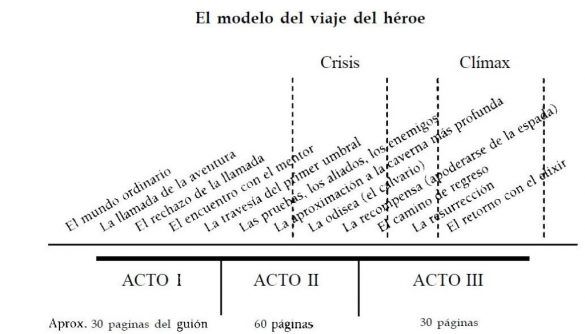 El modelo del viaje del héroe
Crisis
Clímax
El mundo ordinario
La llamada de la aventura
El rechazo de la llamada
El encuentro con el mentor
La travesía del primer umbral
Las pruebas, los aliados, los enemigos
La aproximación a la caverna más profunda
La odisea (el calvario)
La recompensa (apoderarse de la espada)
El camino de regreso
La resurrección
El retorno con el elixir
ACTO I
ACTO II
ACTO III
Aprox. 30 paginas del guión
60 páginas
30 páginas